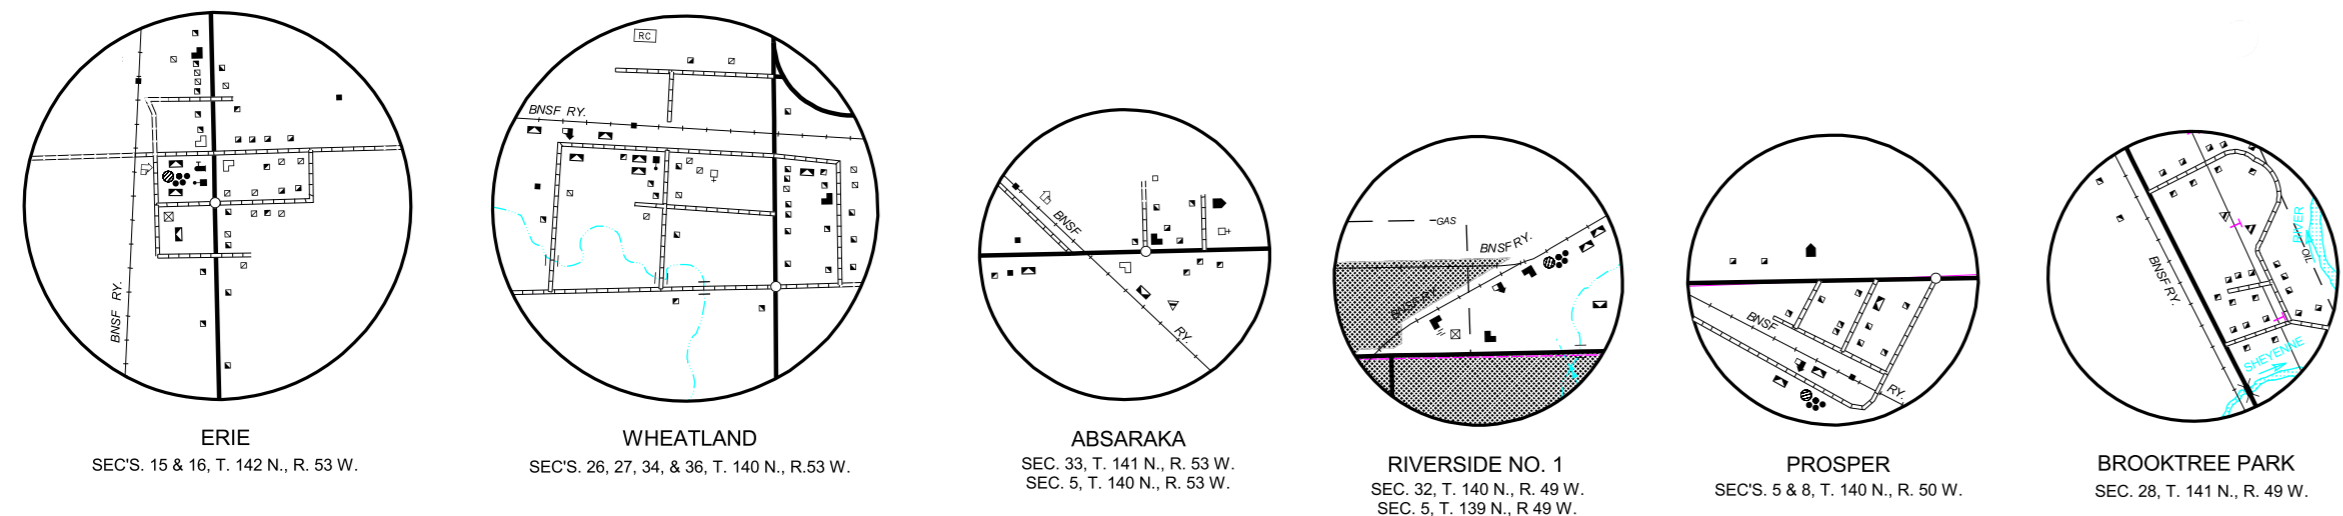 BNSF RY.
ERIE
SEC'S. 15 & 16, T. 142 N., R. 53 W.
RC
BNSF RY.
WHEATLAND
SEC'S. 26, 27, 34, & 36, T. 140 N., R.53 W.
BNSF
RY.
ABSARAKA
SEC. 33, T. 141 N., R. 53 W.
SEC. 5, T. 140 N., R. 53 W.
GAS
BNSF RY.
BNSF RY.
RIVERSIDE NO. 1
SEC. 32, T. 140 N., R. 49 W.
SEC. 5, T. 139 N., R 49 W.
BNSF
RY.
PROSPER
SEC'S. 5 & 8, T. 140 N., R. 50 W.
RIVER
OIL
BNSF RY.
SHEYENNE
BROOKTREE PARK
SEC. 28, T. 141 N., R. 49 W.